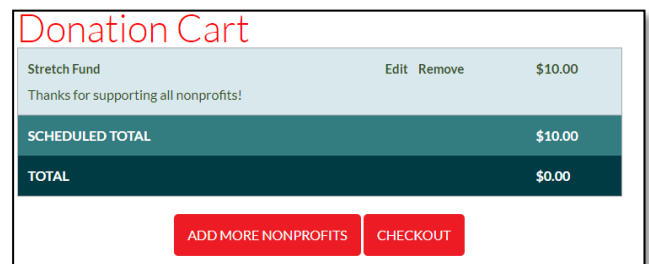 Donation Cart
Stretch Fund Edit Remove $10.00
Thanks for supporting all nonprofits!
SCHEDULED TOTAL $10.00
TOTAL $0.00
ADD MORE NONPROFITS CHECKOUT